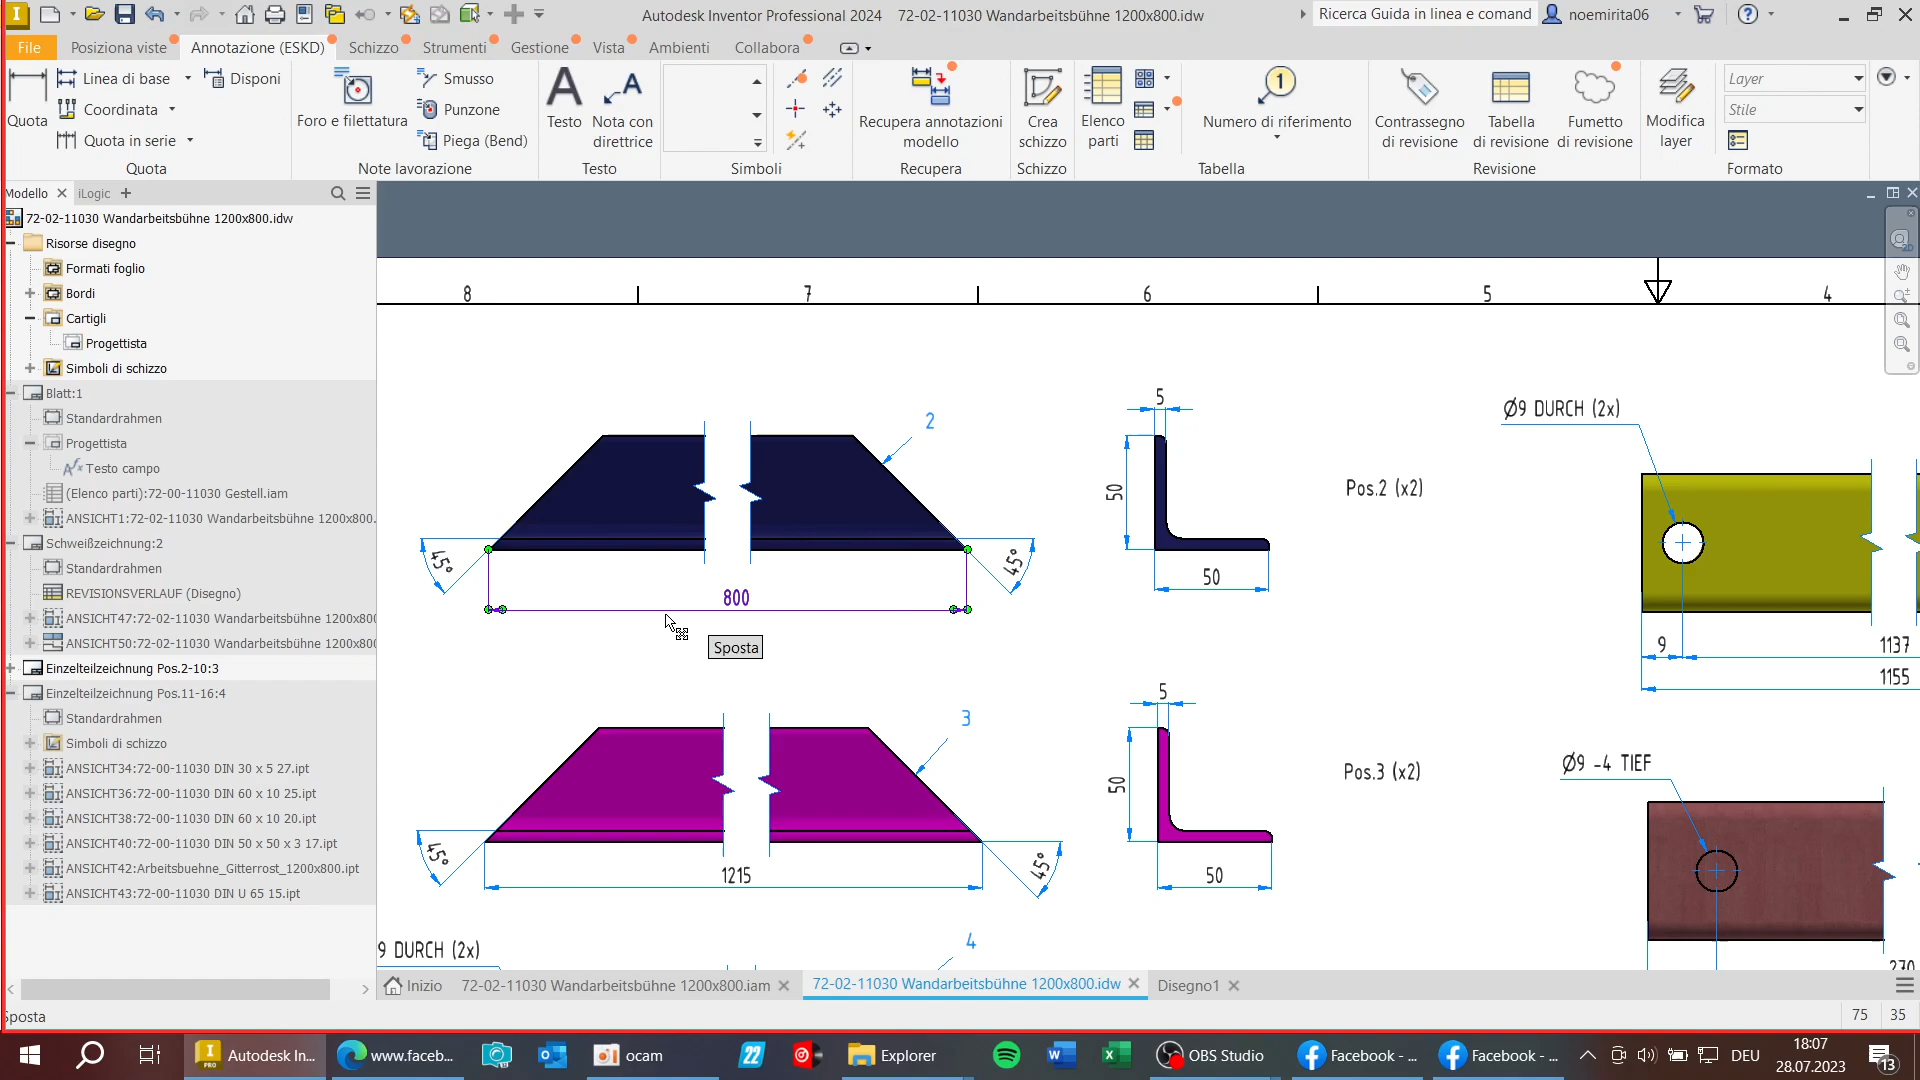 Autodesk Inventor Professional 2024 72-02-11030 Wandarbeitsbühne 1200x800.idw
Ricerca Guida in linea e comand
noemirita06
File
Posiziona viste
Annotazione (ESKD)
Schizzo
Strumenti
Gestione
Vista
Ambienti
Collabora
Quota
Linea di base
Disponi
Coordinata
Quota in serie
Quota
Foro e filettatura
Smusso
Punzone
Piega (Bend)
Note lavorazione
Testo
Nota con direttrice
Testo
Simboli
Recupera annotazioni modello
Recupera
Crea schizzo
Schizzo
Elenco parti
Numero di riferimento
Tabella
Contrassegno di revisione
Tabella di revisione
Fumetto di revisione
Revisione
Modifica layer
Layer
Stile
Formato
Modello
iLogic
72-02-11030 Wandarbeitsbühne 1200x800.idw
Risorse disegno
Formati foglio
Bordi
Cartigli
Progettista
Simboli di schizzo
Blatt:1
Standardrahmen
Progettista
Testo campo
(Elenco parti):72-00-11030 Gestell.iam
ANSICHT1:72-02-11030 Wandarbeitsbühne 1200x800.
Schweißzeichnung:2
Standardrahmen
REVISIONSVERLAUF (Disegno)
ANSICHT47:72-02-11030 Wandarbeitsbühne 1200x800
ANSICHT50:72-02-11030 Wandarbeitsbühne 1200x800
Einzelteilzeichnung Pos.2-10:3
Einzelteilzeichnung Pos.11-16:4
Standardrahmen
Simboli di schizzo
ANSICHT34:72-00-11030 DIN 30 x 5 27.ipt
ANSICHT36:72-00-11030 DIN 60 x 10 25.ipt
ANSICHT38:72-00-11030 DIN 60 x 10 20.ipt
ANSICHT40:72-00-11030 DIN 50 x 50 x 3 17.ipt
ANSICHT42:Arbeitsbuehne_Gitterrost_1200x800.ipt
ANSICHT43:72-00-11030 DIN U 65 15.ipt
8 7 6 5 4
2
45°
45°
800
Sposta
5
50
50
Pos.2 (x2)
Ø9 DURCH (2x)
9
1137
1155
3
45°
45°
1215
5
50
50
Pos.3 (x2)
Ø9 -4 TIEF
270
9 DURCH (2x)
4
Inizio
72-02-11030 Wandarbeitsbühne 1200x800.iam
72-02-11030 Wandarbeitsbühne 1200x800.idw
Disegno1
Sposta
75 35
Autodesk In...
www.faceb...
ocam
22
Explorer
OBS Studio
Facebook - ...
Facebook - ...
DEU
18:07
28.07.2023
13